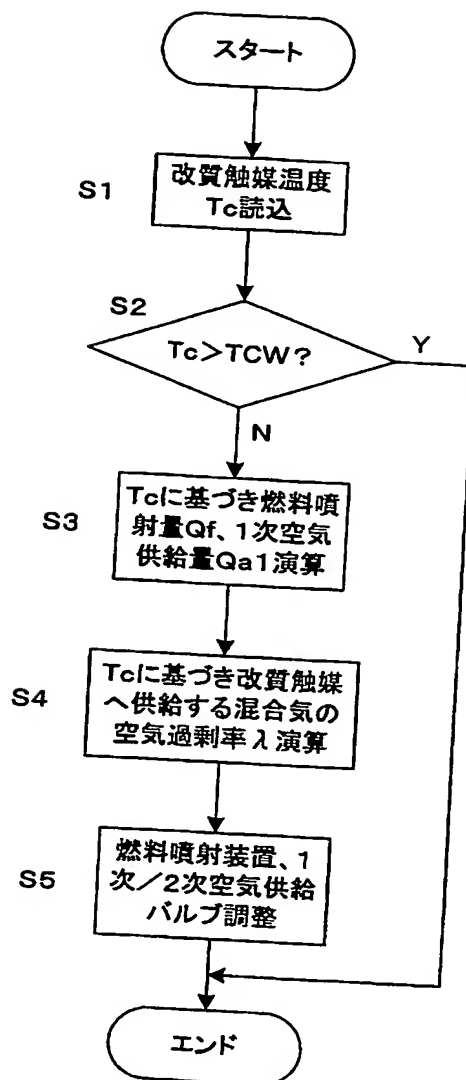 スタート
S1
改質触媒温度
Tc読込
S2
Tc>TCW?
Y
N
S3
Tcに基づき燃料噴
射量Qf、1次空気
供給量Qa1演算
S4
Tcに基づき改質触媒
へ供給する混合気の
空気過剰率λ演算
S5
燃料噴射装置、1
次／2次空気供給
バルブ調整
エンド